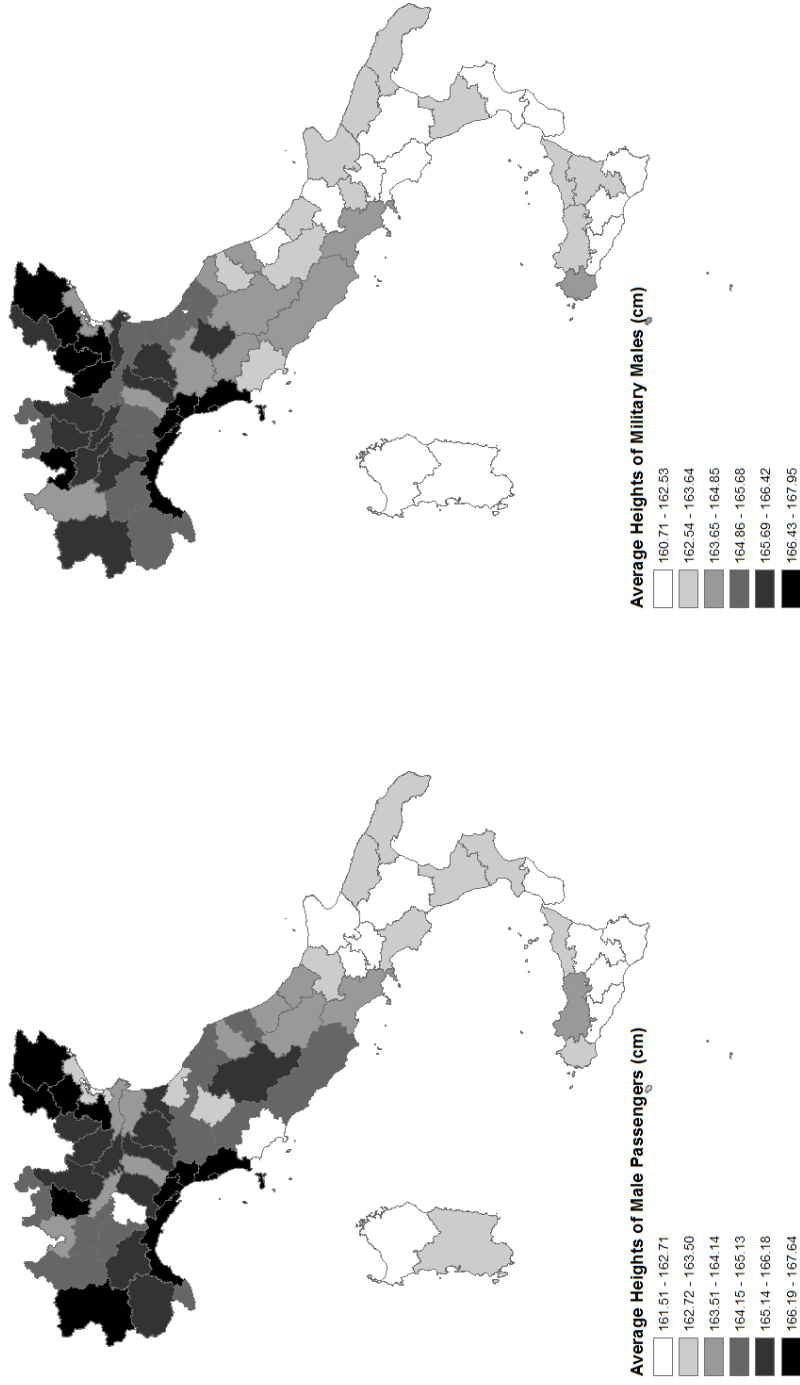 Average Heights of Male Passengers (cm)
161.51 - 162.71
162.72 - 163.50
163.51 - 164.14
164.15 - 165.13
165.14 - 166.18
166.19 - 167.64
Average Heights of Military Males (cm)
160.71 - 162.53
162.54 - 163.64
163.65 - 164.85
164.86 - 165.68
165.69 - 166.42
166.43 - 167.95